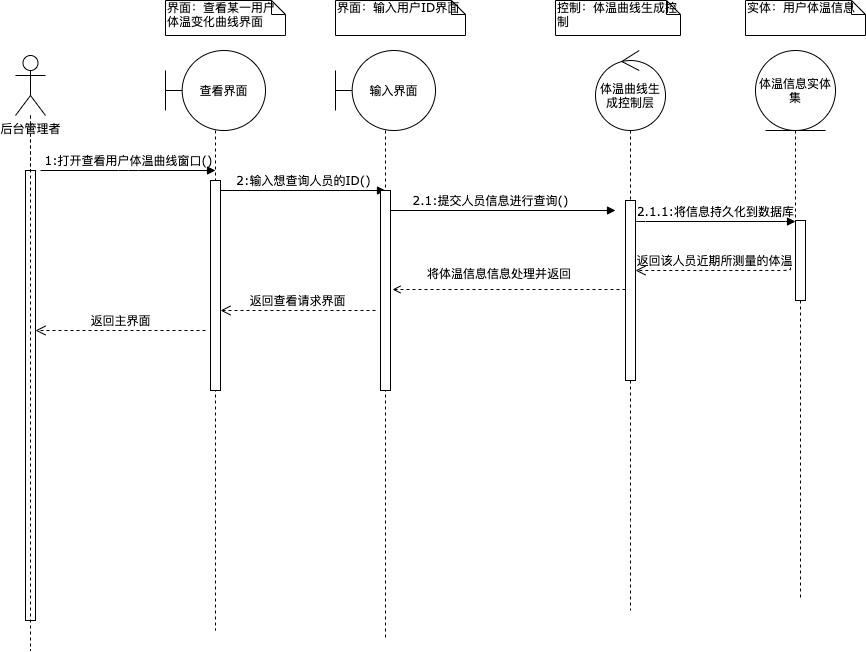 界面：查看某一用户
体温变化曲线界面
界面：输入用户ID界面
控制：体温曲线生成控
制
实体：用户体温信息
后台管理者
查看界面
输入界面
体温曲线生
成控制层
体温信息实体
集
1:打开查看用户体温曲线窗口()
2:输入想查询人员的ID()
2.1:提交人员信息进行查询()
2.1.1:将信息持久化到数据库
返回该人员近期所测量的体温
将体温信息信息处理并返回
返回查看请求界面
返回主界面